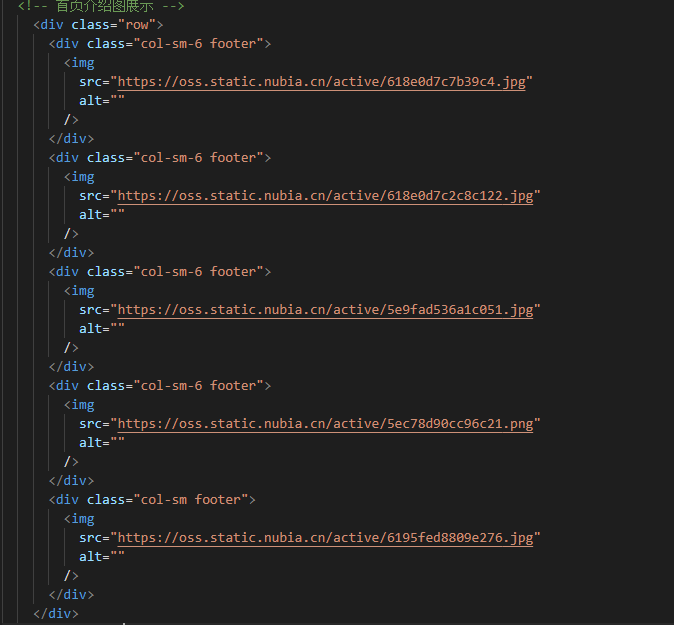 <!-- 首页介绍图展示 -->
<div class="row">
<div class="col-sm-6 footer">
<img
src="https://oss.static.nubia.cn/active/618e0d7c7b39c4.jpg"
alt=""
/>
</div>
<div class="col-sm-6 footer">
<img
src="https://oss.static.nubia.cn/active/618e0d7c2c8c122.jpg"
alt=""
/>
</div>
<div class="col-sm-6 footer">
<img
src="https://oss.static.nubia.cn/active/5e9fad536a1c051.jpg"
alt=""
/>
</div>
<div class="col-sm-6 footer">
<img
src="https://oss.static.nubia.cn/active/5ec78d90cc96c21.png"
alt=""
/>
</div>
<div class="col-sm footer">
<img
src="https://oss.static.nubia.cn/active/6195fed8809e276.jpg"
alt=""
/>
</div>
</div>